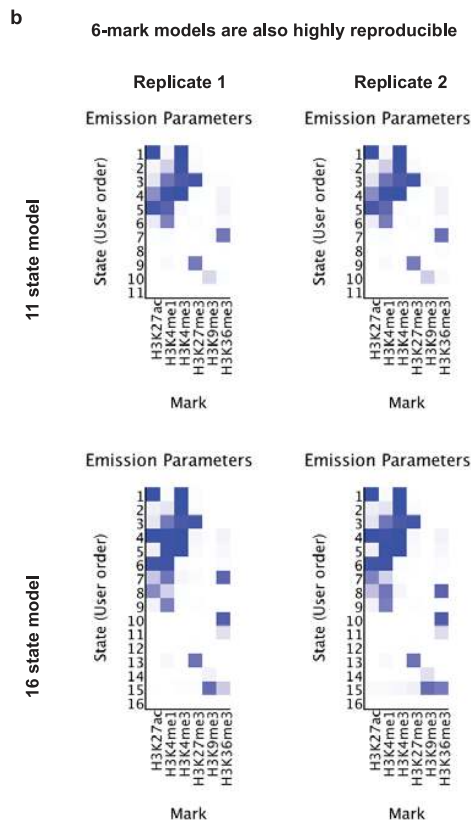 b
6-mark models are also highly reproducible
Replicate 1
Replicate 2
11 state model
Emission Parameters
State (User order)
1
2
3
4
5
6
7
8
9
10
11
H3K27ac
H3K4me1
H3K4me3
H3K27me3
H3K9me3
H3K36me3
Mark
Emission Parameters
State (User order)
1
2
3
4
5
6
7
8
9
10
11
H3K27ac
H3K4me1
H3K4me3
H3K27me3
H3K9me3
H3K36me3
Mark
16 state model
Emission Parameters
State (User order)
1
2
3
4
5
6
7
8
9
10
11
12
13
14
15
16
H3K27ac
H3K4me1
H3K4me3
H3K27me3
H3K9me3
H3K36me3
Mark
Emission Parameters
State (User order)
1
2
3
4
5
6
7
8
9
10
11
12
13
14
15
16
H3K27ac
H3K4me1
H3K4me3
H3K27me3
H3K9me3
H3K36me3
Mark